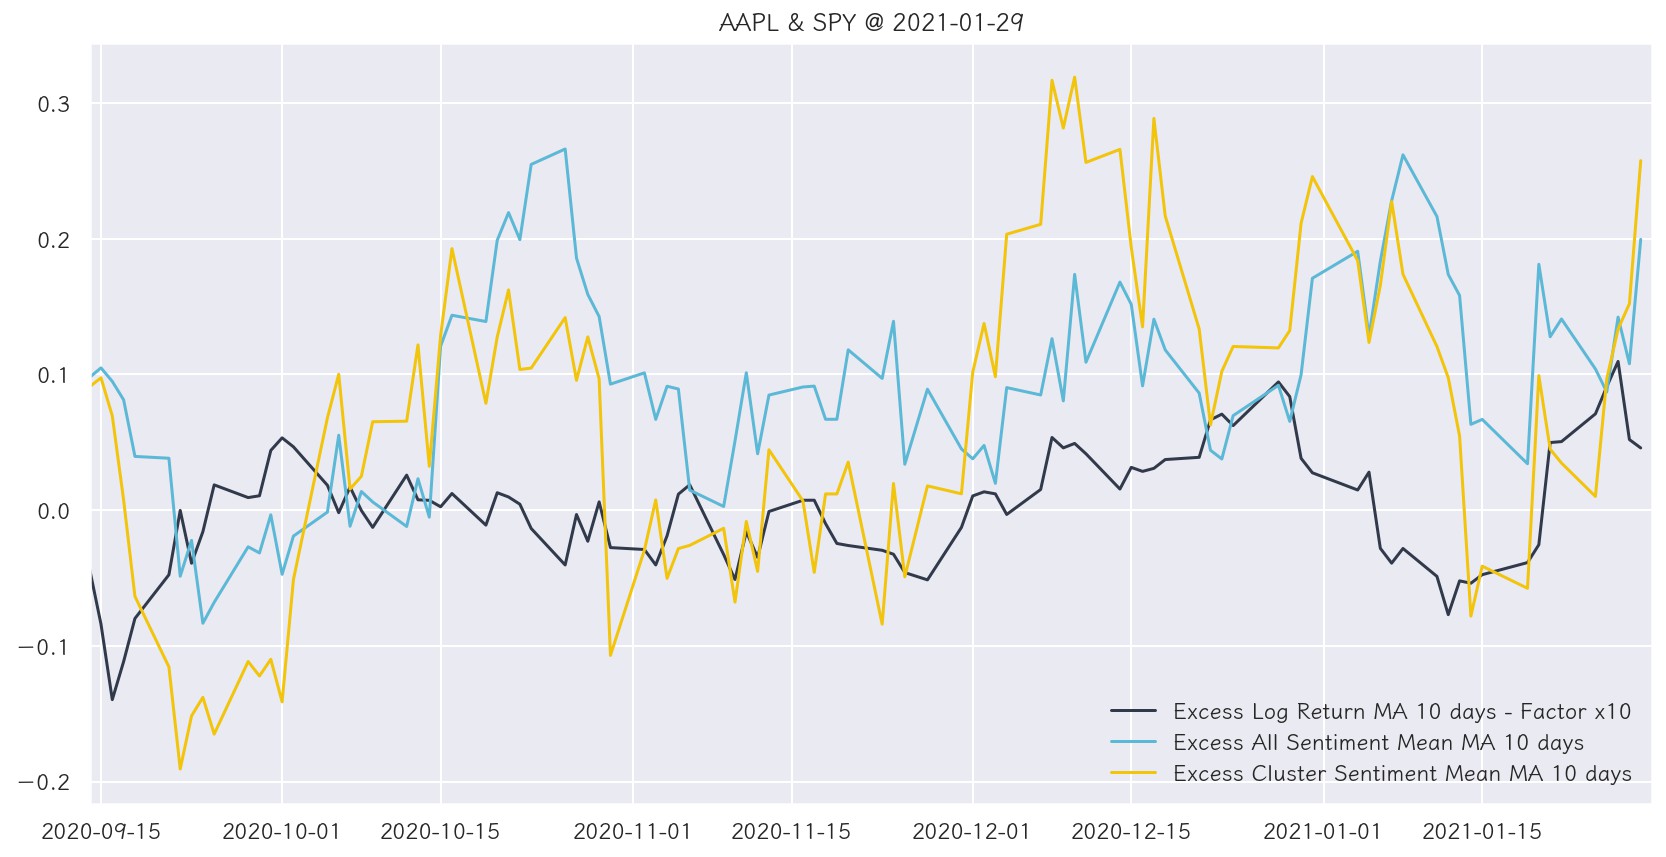 AAPL & SPY @ 2021-01-29
0.3
0.2
0.1
0.0
−0.1
−0.2
Excess Log Return MA 10 days - Factor x10
Excess All Sentiment Mean MA 10 days
Excess Cluster Sentiment Mean MA 10 days
2020-09-15 2020-10-01 2020-10-15 2020-11-01 2020-11-15 2020-12-01 2020-12-15 2021-01-01 2021-01-15